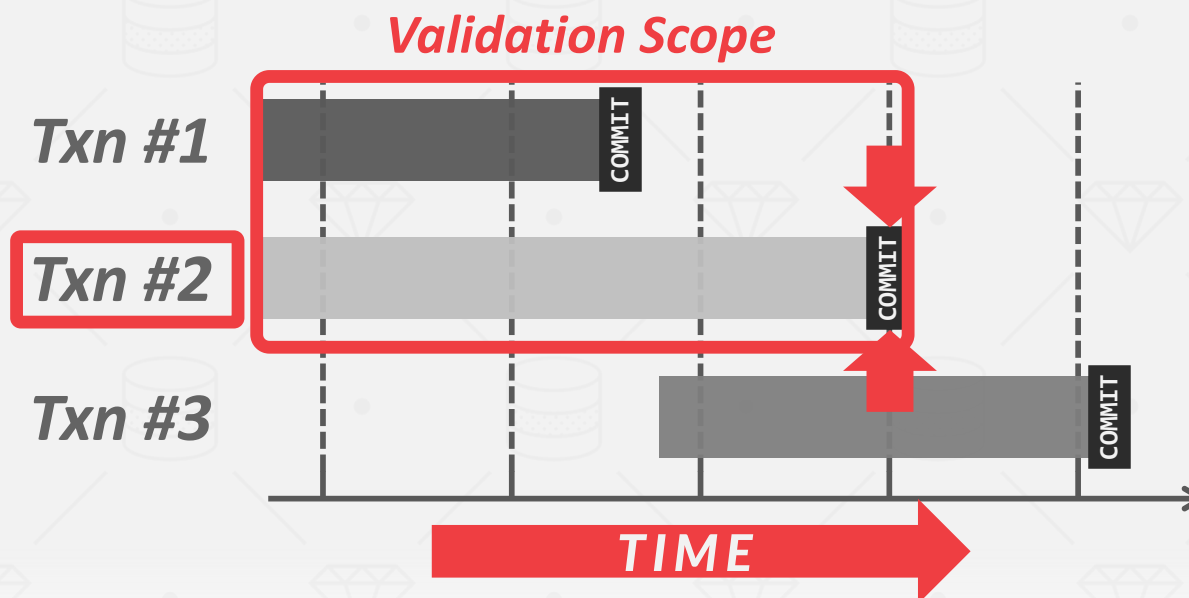 Validation Scope
Txn #1
COMMIT
Txn #2
COMMIT
Txn #3
COMMIT
TIME